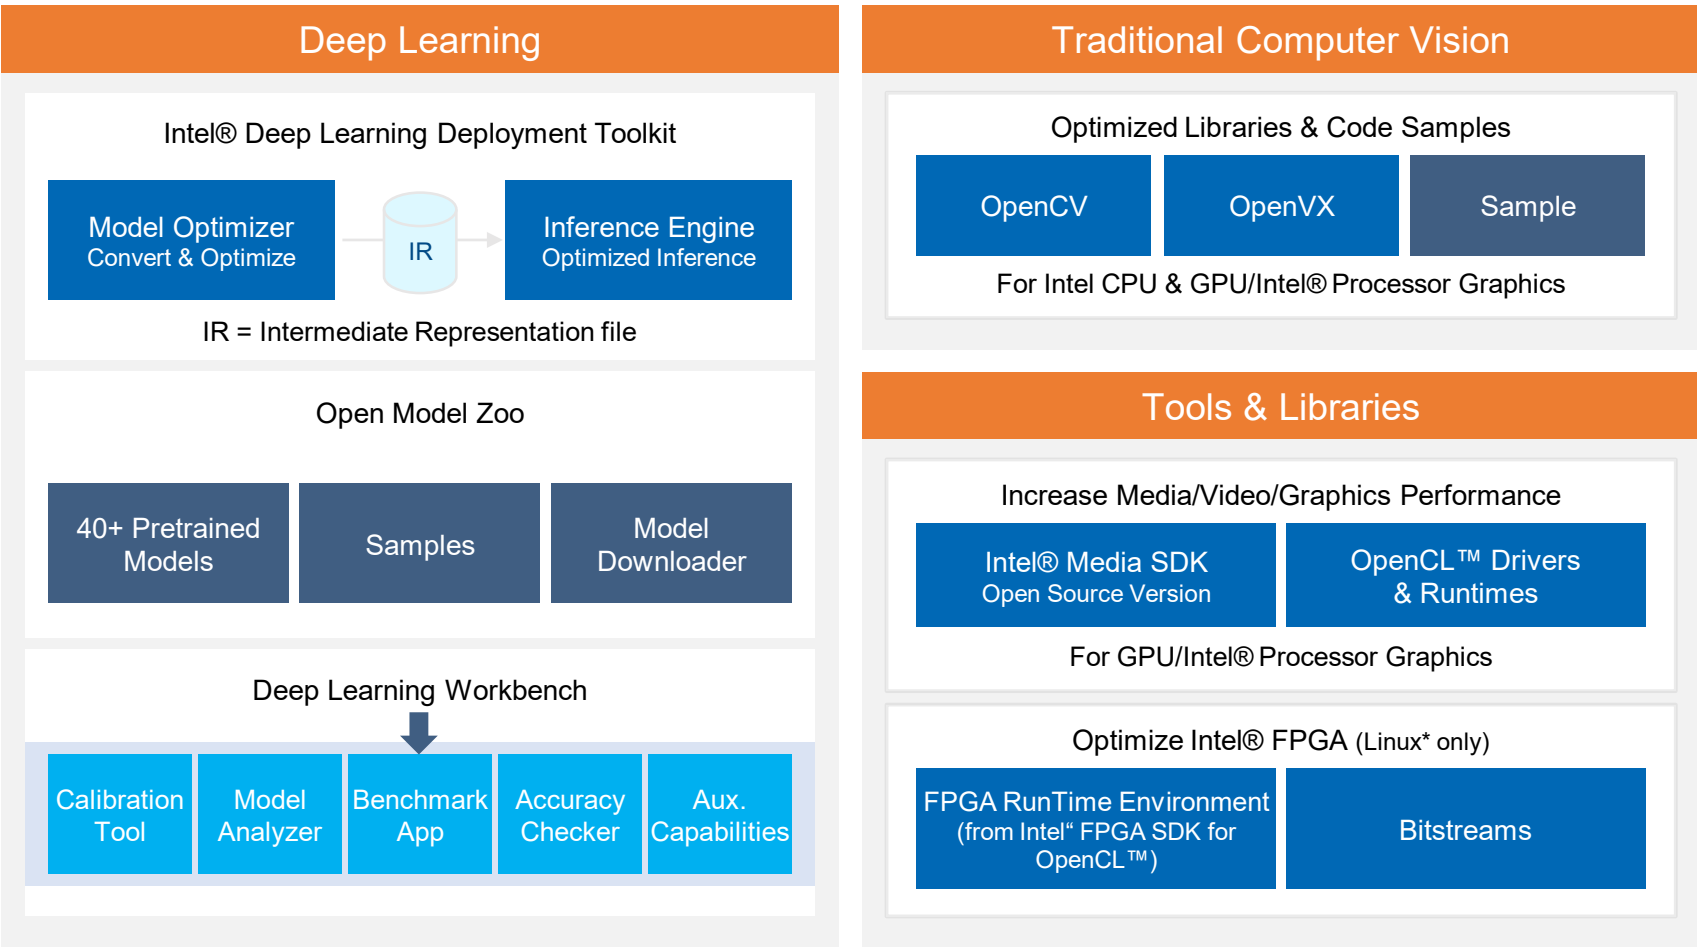 Deep Learning
Intel® Deep Learning Deployment Toolkit
Model Optimizer
Convert & Optimize
IR
Inference Engine
Optimized Inference
IR = Intermediate Representation file
Open Model Zoo
40+ Pretrained
Models
Samples
Model
Downloader
Deep Learning Workbench
Calibration
Tool
Model
Analyzer
Benchmark
App
Accuracy
Checker
Aux.
Capabilities
Traditional Computer Vision
Optimized Libraries & Code Samples
OpenCV
OpenVX
Sample
For Intel CPU & GPU/Intel® Processor Graphics
Tools & Libraries
Increase Media/Video/Graphics Performance
Intel® Media SDK
Open Source Version
OpenCL™ Drivers
& Runtimes
For GPU/Intel® Processor Graphics
Optimize Intel® FPGA (Linux* only)
FPGA RunTime Environment
(from Intel“ FPGA SDK for
OpenCL™)
Bitstreams